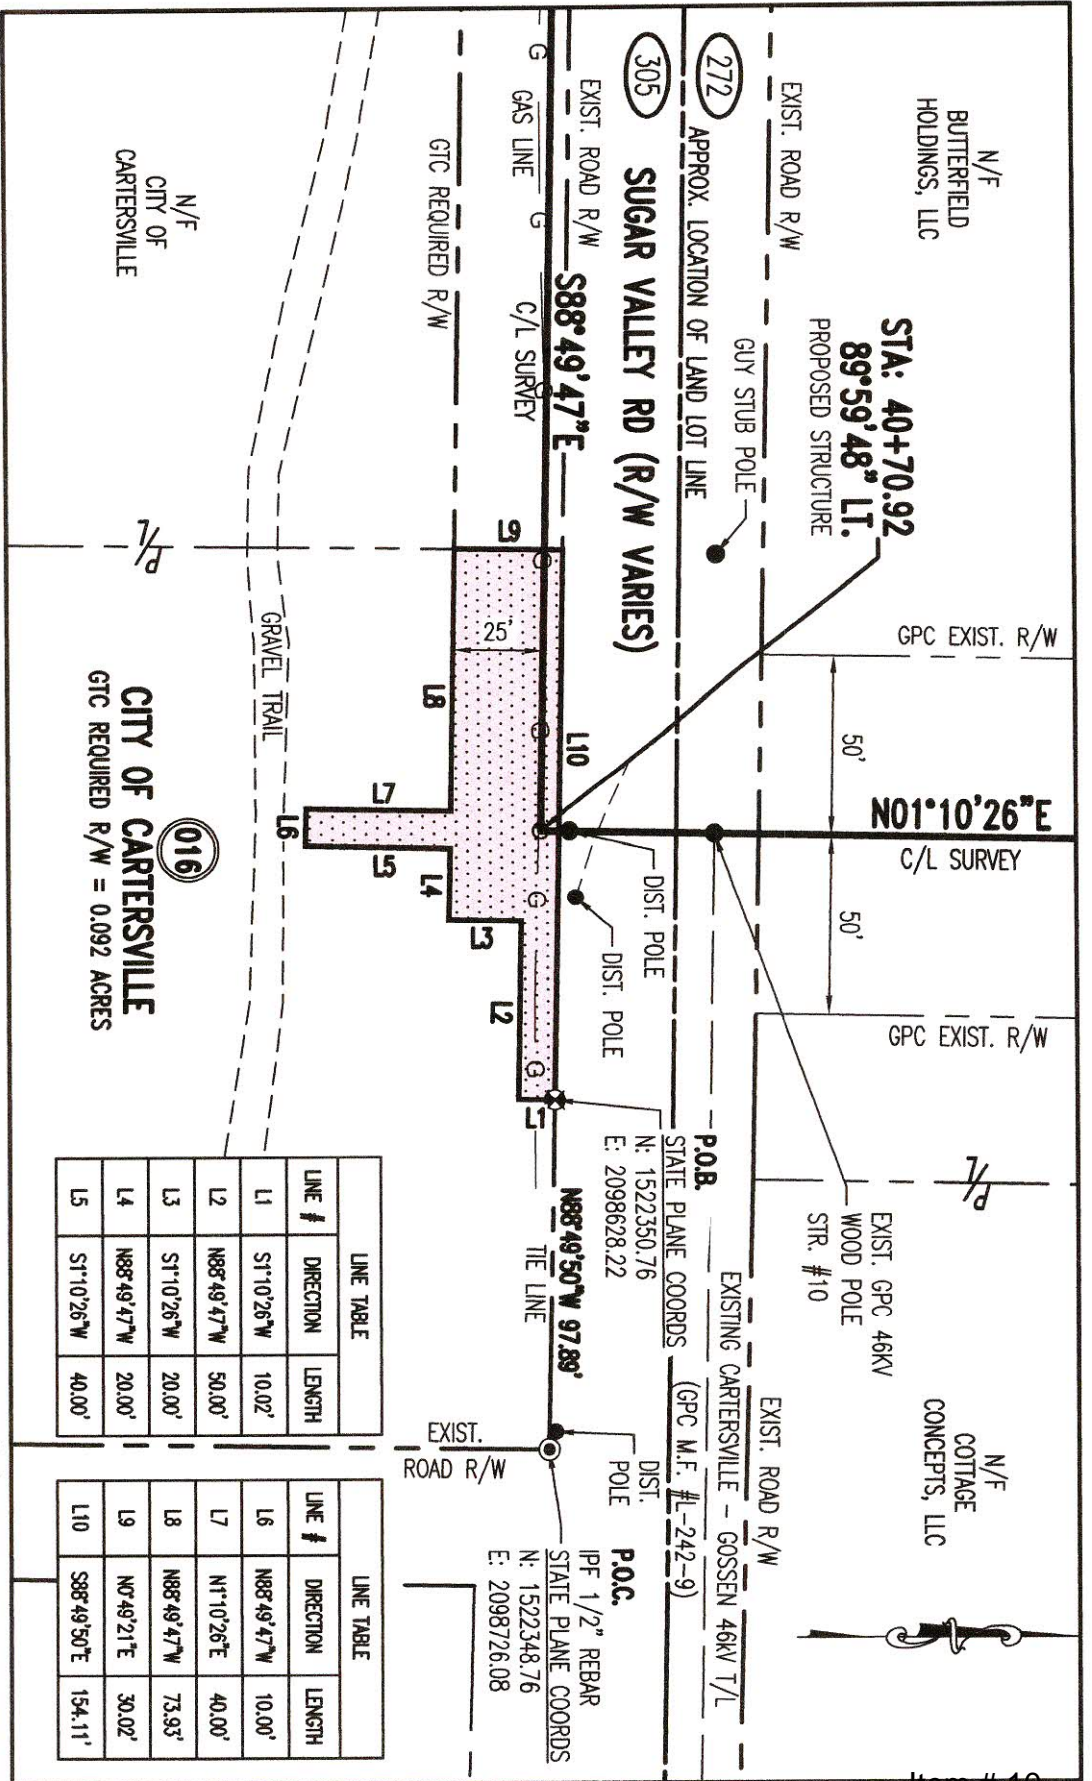 N/F
BUTTERFIELD
HOLDINGS, LLC
EXIST. ROAD R/W
272
APPROX. LOCATION OF LAND LOT LINE
305
SUGAR VALLEY RD (R/W VARIES)
EXIST. ROAD R/W
S88°49'47"E
G
GAS LINE
G
C/L SURVEY
G
GTC REQUIRED R/W
N/F
CITY OF
CARTERSVILLE
STA: 40+70.92
89°59'48" LT.
PROPOSED STRUCTURE
GUY STUB POLE
GPC EXIST. R/W
50'
N01°10'26"E
C/L SURVEY
50'
GPC EXIST. R/W
P/L
EXIST. GPC 46KV
WOOD POLE
STR. #10
N/F
COTTAGE
CONCEPTS, LLC
EXIST. ROAD R/W
EXISTING CARTERSVILLE - GOSSEN 46kV T/L
(GPC M.F. #L-242-9)
DIST. POLE
DIST. POLE
P.O.B.
STATE PLANE COORDS
N: 1522350.76
E: 2098628.22
N88°49'50"W 97.89'
TIE LINE
DIST.
POLE
P.O.C.
IPF 1/2" REBAR
STATE PLANE COORDS
N: 1522348.76
E: 2098726.08
EXIST.
ROAD R/W
L9
25'
L10
L8
L7
L6
L5
L4
L3
L2
L1
G
G
G
G
P/L
GRAVEL TRAIL
016
CITY OF CARTERSVILLE
GTC REQUIRED R/W = 0.092 ACRES
LINE TABLE
LINE # DIRECTION LENGTH
L1 S1°10'26"W 10.02'
L2 N88°49'47"W 50.00'
L3 S1°10'26"W 20.00'
L4 N88°49'47"W 20.00'
L5 S1°10'26"W 40.00'
LINE TABLE
LINE # DIRECTION LENGTH
L6 N88°49'47"W 10.00'
L7 N1°10'26"E 40.00'
L8 N88°49'47"W 73.93'
L9 N0°49'21"E 30.02'
L10 S88°49'50"E 154.11'